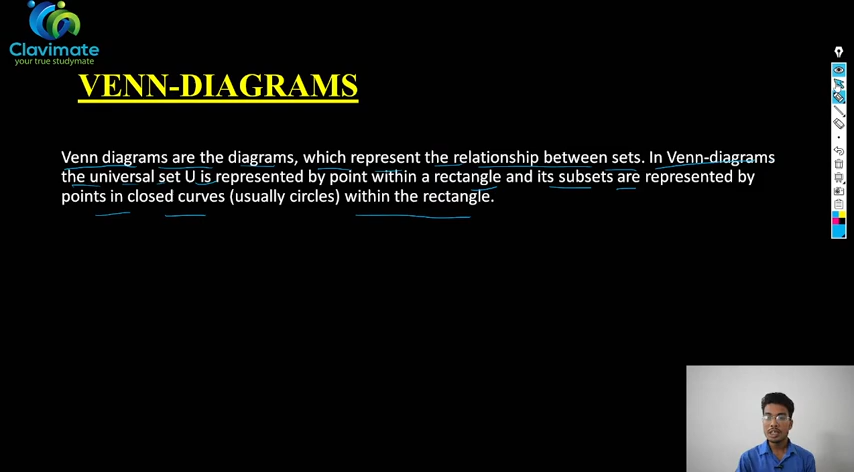 Clavimate
your true studymate
VENN-DIAGRAMS
Venn diagrams are the diagrams, which represent the relationship between sets. In Venn-diagrams
the universal set U is represented by point within a rectangle and its subsets are represented by
points in closed curves (usually circles) within the rectangle.